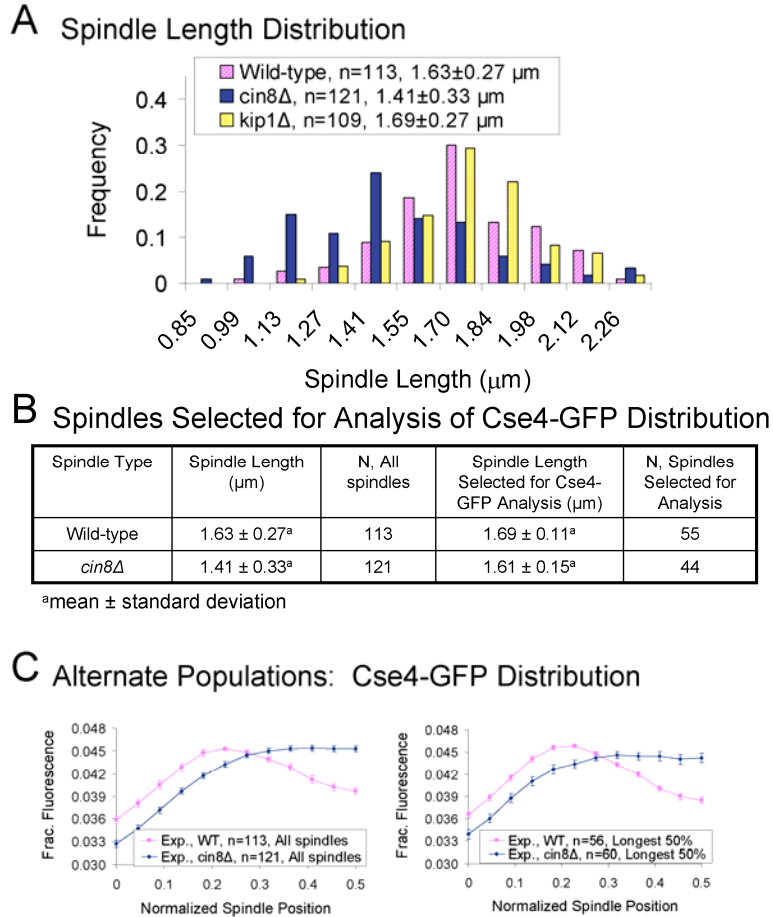 A Spindle Length Distribution
Wild-type, n=113, 1.63±0.27 µm
cin8Δ, n=121, 1.41±0.33 µm
kip1Δ, n=109, 1.69±0.27 µm
Frequency
0.4
0.3
0.2
0.1
0
0.85 0.99 1.13 1.27 1.41 1.55 1.70 1.84 1.98 2.12 2.26
Spindle Length (µm)
B Spindles Selected for Analysis of Cse4-GFP Distribution
Spindle Type
Spindle Length
(µm)
N, All
spindles
Spindle Length
Selected for Cse4-
GFP Analysis (µm)
N, Spindles
Selected for
Analysis
Wild-type 1.63 ± 0.27ᵃ 113 1.69 ± 0.11ᵃ 55
cin8Δ 1.41 ± 0.33ᵃ 121 1.61 ± 0.15ᵃ 44
ᵃmean ± standard deviation
C Alternate Populations: Cse4-GFP Distribution
Frac. Fluorescence
0.048
0.045
0.042
0.039
0.036
0.033
0.030
Exp., WT, n=113, All spindles
Exp., cin8Δ, n=121, All spindles
0 0.1 0.2 0.3 0.4 0.5
Normalized Spindle Position
Frac. Fluorescence
0.048
0.045
0.042
0.039
0.036
0.033
0.030
Exp., WT, n=56, Longest 50%
Exp., cin8Δ, n=60, Longest 50%
0 0.1 0.2 0.3 0.4 0.5
Normalized Spindle Position